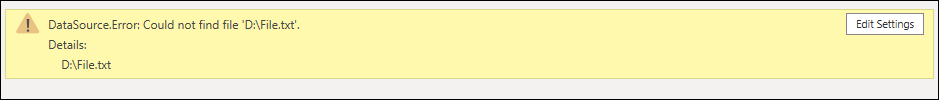 DataSource.Error: Could not find file 'D:\File.txt'.
Edit Settings
Details:
D:\File.txt